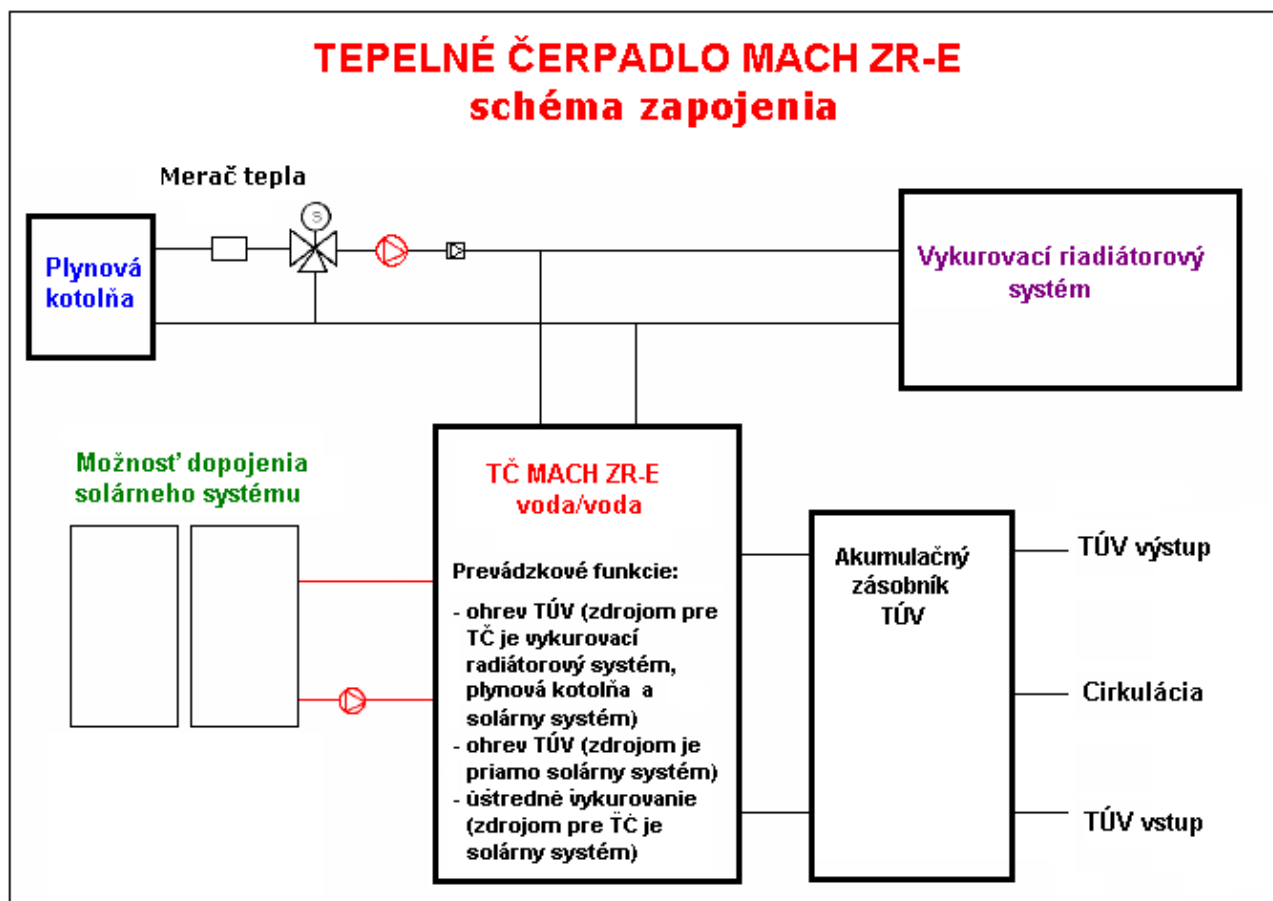 TEPELNÉ ČERPADLO MACH ZR-E
schéma zapojenia
Merač tepla
S
Plynová
kotolňa
Vykurovací riadiátorový
systém
Možnosť dopojenia
solárneho systému
TČ MACH ZR-E
voda/voda
Prevádzkové funkcie:
- ohrev TÚV (zdrojom pre
TČ je vykurovací
radiátorový systém,
plynová kotolňa a
solárny systém)
- ohrev TÚV (zdrojom je
priamo solárny systém)
- ústredné vykurovanie
(zdrojom pre TČ je
solárny systém)
Akumulačný
zásobník
TÚV
TÚV výstup
Cirkulácia
TÚV vstup